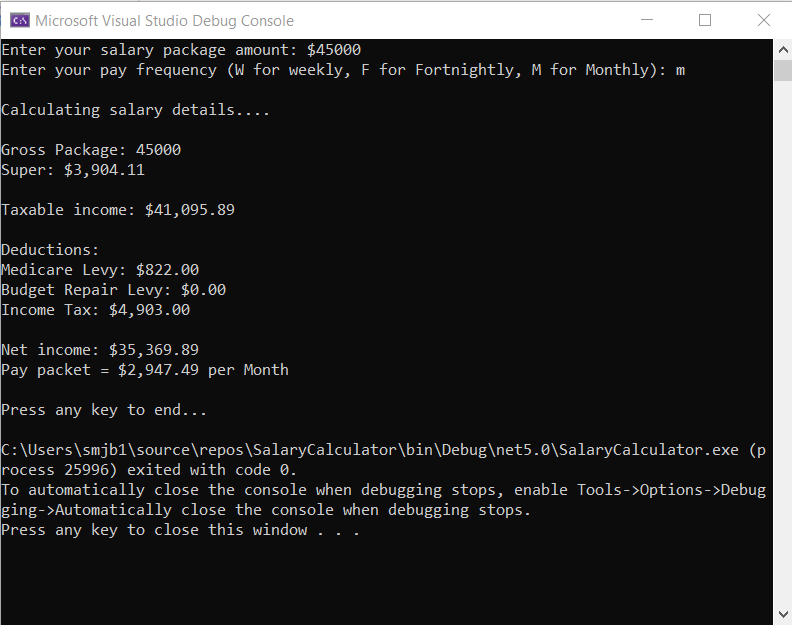 C:\ Microsoft Visual Studio Debug Console
Enter your salary package amount: $45000
Enter your pay frequency (W for weekly, F for Fortnightly, M for Monthly): m
Calculating salary details....
Gross Package: 45000
Super: $3,904.11
Taxable income: $41,095.89
Deductions:
Medicare Levy: $822.00
Budget Repair Levy: $0.00
Income Tax: $4,903.00
Net income: $35,369.89
Pay packet = $2,947.49 per Month
Press any key to end...
C:\Users\smjb1\source\repos\SalaryCalculator\bin\Debug\net5.0\SalaryCalculator.exe (p
rocess 25996) exited with code 0.
To automatically close the console when debugging stops, enable Tools->Options->Debug
ging->Automatically close the console when debugging stops.
Press any key to close this window . . .